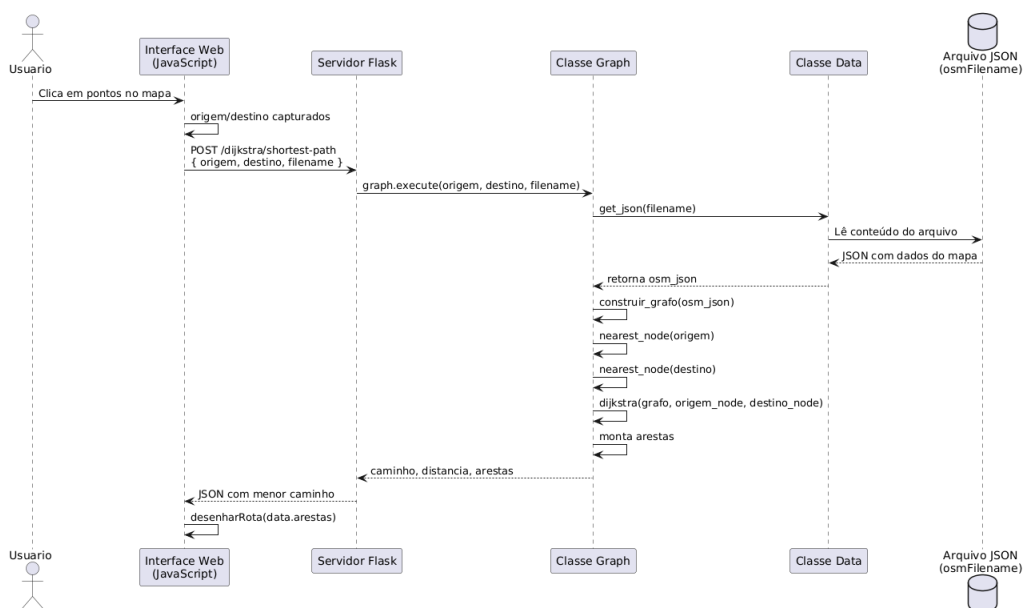 Usuario
Interface Web
(JavaScript)
Servidor Flask
Classe Graph
Classe Data
Arquivo JSON
(osmFilename)
Clica em pontos no mapa
origem/destino capturados
POST /dijkstra/shortest-path
{ origem, destino, filename }
graph.execute(origem, destino, filename)
get_json(filename)
Lê conteúdo do arquivo
JSON com dados do mapa
retorna osm_json
construir_grafo(osm_json)
nearest_node(origem)
nearest_node(destino)
dijkstra(grafo, origem_node, destino_node)
monta arestas
caminho, distancia, arestas
JSON com menor caminho
desenharRota(data.arestas)
Usuario
Interface Web
(JavaScript)
Servidor Flask
Classe Graph
Classe Data
Arquivo JSON
(osmFilename)